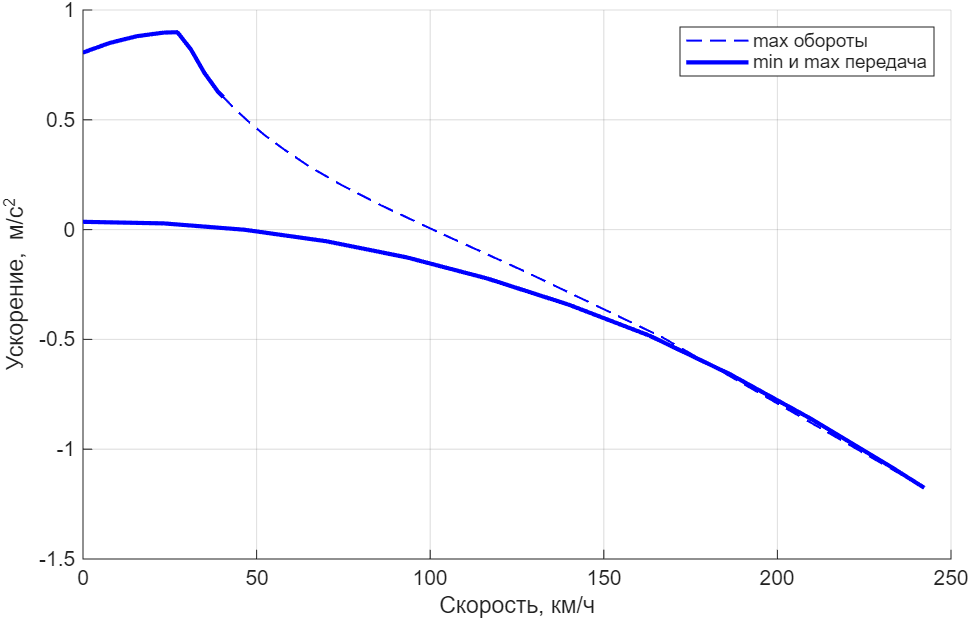 1
0.5
0
-0.5
-1
-1.5
0 50 100 150 200 250
Ускорение, м/с²
Скорость, км/ч
max обороты
min и max передача